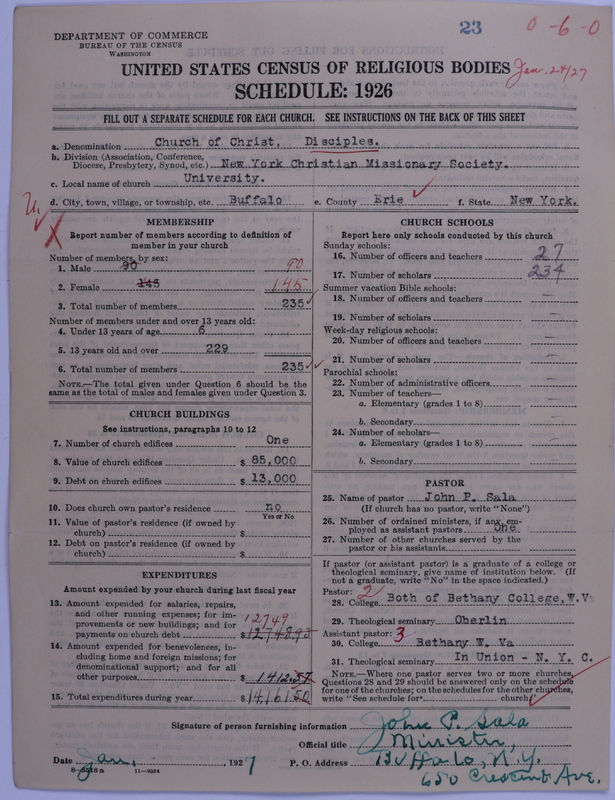 23
0-6-0
DEPARTMENT OF COMMERCE
BUREAU OF THE CENSUS
WASHINGTON
UNITED STATES CENSUS OF RELIGIOUS BODIES
Jan. 24/27
SCHEDULE: 1926
FILL OUT A SEPARATE SCHEDULE FOR EACH CHURCH. SEE INSTRUCTIONS ON THE BACK OF THIS SHEET
a. Denomination Church of Christ, Disciples.
b. Division (Association, Conference, Diocese, Presbytery, Synod, etc.) New York Christian Missionary Society.
c. Local name of church University.
d. City, town, village, or township, etc. Buffalo e. County Erie f. State New York.
MEMBERSHIP
Report number of members according to definition of
member in your church
Number of members, by sex:
1. Male 90 90
2. Female 145 145
3. Total number of members 235
Number of members under and over 13 years old:
4. Under 13 years of age 6
5. 13 years old and over 229
6. Total number of members 235
NOTE.—The total given under Question 6 should be the
same as the total of males and females given under Question 3.
CHURCH BUILDINGS
See instructions, paragraphs 10 to 12
7. Number of church edifices One
8. Value of church edifices $ 85,000
9. Debt on church edifices $ 13,000
10. Does church own pastor's residence no
Yes or No
11. Value of pastor's residence (if owned by
church) $
12. Debt on pastor's residence (if owned by
church) $
EXPENDITURES
Amount expended by your church during last fiscal year
13. Amount expended for salaries, repairs,
and other running expenses; for im-
provements or new buildings; and for 12749
payments on church debt $ 12748.93
14. Amount expended for benevolences, in-
cluding home and foreign missions; for
denominational support; and for all
other purposes $ 1412.57
15. Total expenditures during year $ 14,161.50
CHURCH SCHOOLS
Report here only schools conducted by this church
Sunday schools:
16. Number of officers and teachers 27
17. Number of scholars 234
Summer vacation Bible schools:
18. Number of officers and teachers —
19. Number of scholars —
Week-day religious schools:
20. Number of officers and teachers —
21. Number of scholars —
Parochial schools:
22. Number of administrative officers —
23. Number of teachers—
a. Elementary (grades 1 to 8) —
b. Secondary —
24. Number of scholars—
a. Elementary (grades 1 to 8) —
b. Secondary —
PASTOR
25. Name of pastor John P. Sala
(If church has no pastor, write "None")
26. Number of ordained ministers, if any, em-
ployed as assistant pastors One
27. Number of other churches served by the
pastor or his assistants
If pastor (or assistant pastor) is a graduate of a college or
theological seminary, give name of institution below. (If
not a graduate, write "No" in the space indicated.)
Pastor: 2
28. College Both of Bethany College, W.Va
29. Theological seminary Oberlin
Assistant pastor: 3
30. College Bethany W. Va
31. Theological seminary In Union - N. Y. C.
NOTE.—Where one pastor serves two or more churches,
Questions 28 and 29 should be answered only on the schedule
for one of the churches; on the schedules for the other churches,
write "See schedule for church."
Signature of person furnishing information John P. Sala
Official title Minister,
Date Jan, 1927 P. O. Address Buffalo, N.Y.
8-5518a 11-9034 650 Crescent Ave.